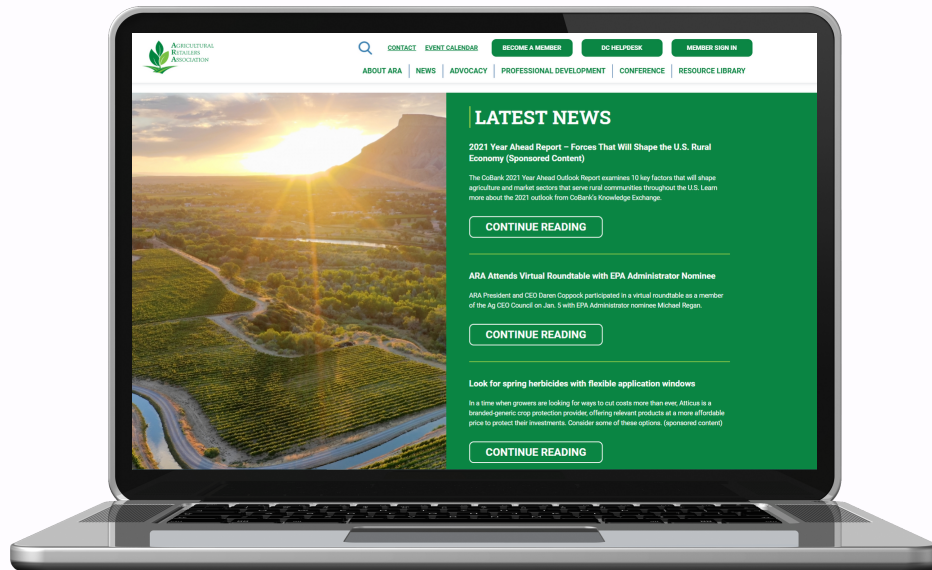 AGRICULTURAL
RETAILERS
ASSOCIATION
CONTACT EVENT CALENDAR BECOME A MEMBER DC HELPDESK MEMBER SIGN IN
ABOUT ARA NEWS ADVOCACY PROFESSIONAL DEVELOPMENT CONFERENCE RESOURCE LIBRARY
LATEST NEWS
2021 Year Ahead Report – Forces That Will Shape the U.S. Rural
Economy (Sponsored Content)
The CoBank 2021 Year Ahead Outlook Report examines 10 key factors that will shape
agriculture and market sectors that serve rural communities throughout the U.S. Learn
more about the 2021 outlook from CoBank's Knowledge Exchange.
CONTINUE READING
ARA Attends Virtual Roundtable with EPA Administrator Nominee
ARA President and CEO Daren Coppock participated in a virtual roundtable as a member
of the Ag CEO Council on Jan. 5 with EPA Administrator nominee Michael Regan.
CONTINUE READING
Look for spring herbicides with flexible application windows
In a time when growers are looking for ways to cut costs more than ever, Atticus is a
branded-generic crop protection provider, offering relevant products at a more affordable
price to protect their investments. Consider some of these options. (sponsored content)
CONTINUE READING